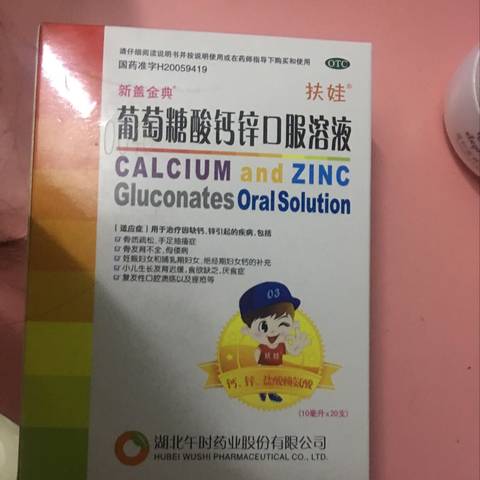 请仔细阅读说明书并按说明使用或在药师指导下购买和使用
国药准字H20059419
OTC
新盖金典®
扶娃®
葡萄糖酸钙锌口服溶液
CALCIUM and ZINC
Gluconates Oral Solution
[适应症] 用于治疗因缺钙、锌引起的疾病,包括
骨质疏松、手足抽搐症
骨发育不全、佝偻病
妊娠妇女和哺乳期妇女、绝经期妇女钙的补充
小儿生长发育迟缓,食欲缺乏、厌食症
复发性口腔溃疡以及痤疮等
03
扶娃
钙、锌、盐酸赖氨酸
(10毫升x20支)
湖北午时药业股份有限公司
HUBEI WUSHI PHARMACEUTICAL CO., LTD.